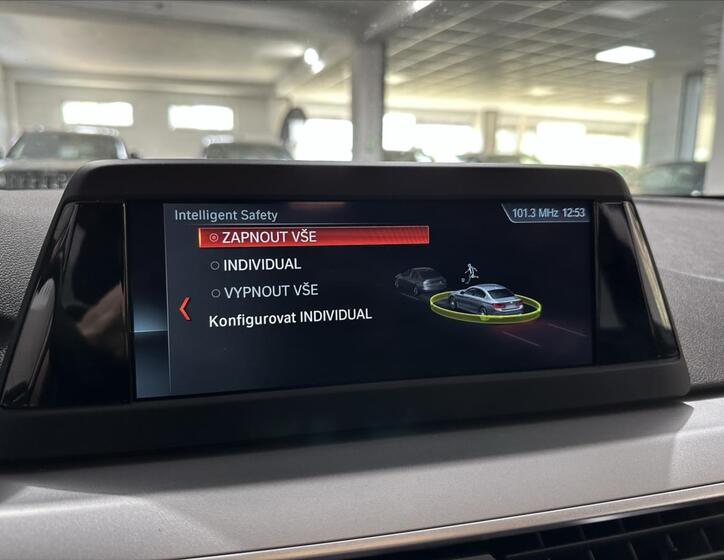 Intelligent Safety
101.3 MHz 12:53
ZAPNOUT VŠE
INDIVIDUAL
VYPNOUT VŠE
Konfigurovat INDIVIDUAL